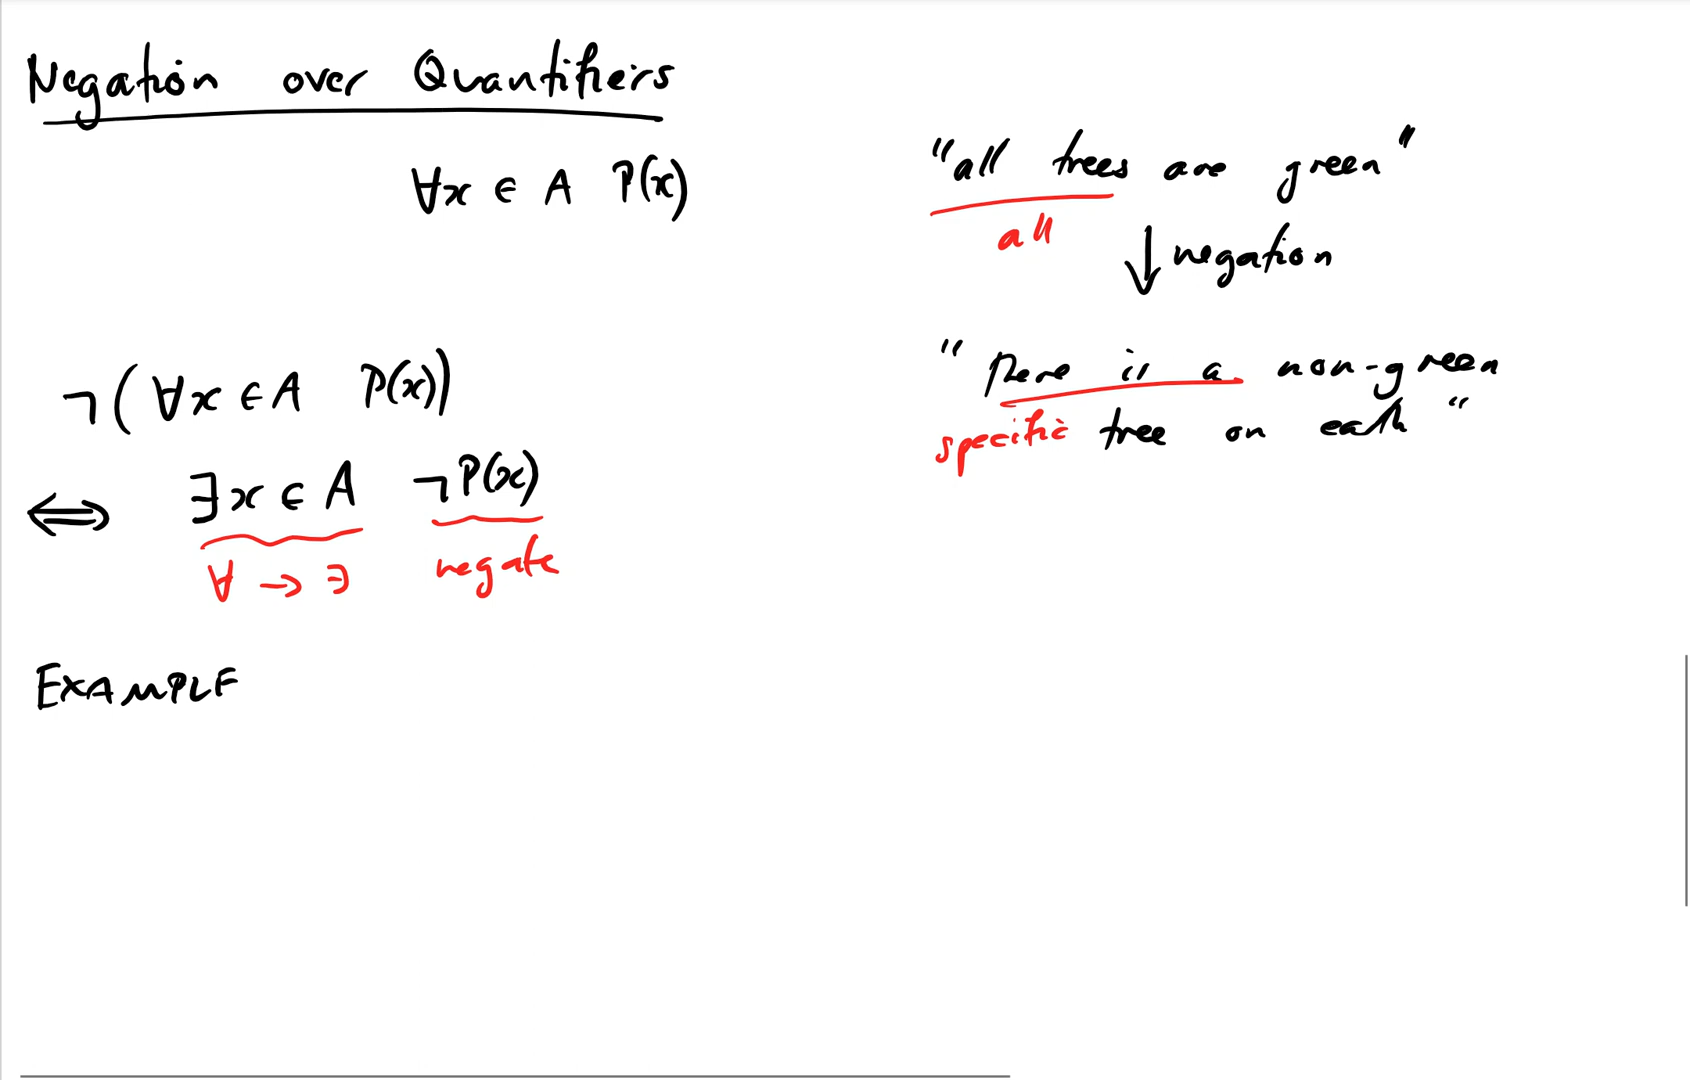 Negation over Quantifiers
∀x ∈ A P(x)
¬(∀x ∈ A P(x))
⟺ ∃x ∈ A ¬P(x)
∀ → ∃ negate
EXAMPLE
"all trees are green"
all
↓ negation
"there is a non-green
specific tree on earth"